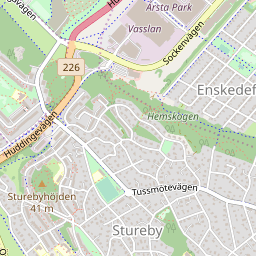 Årsta Park
Vasslan
Sockenvägen
226
Enskedef
Hemskogen
Huddingevägen
Tussmötevägen
Sturebyhöjden
41 m
Stureby